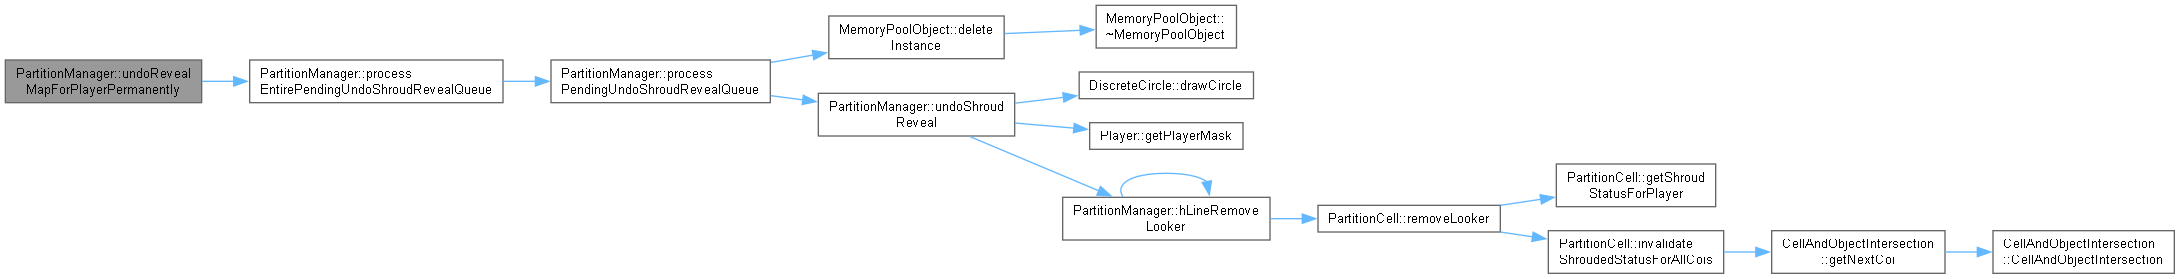 PartitionManager::undoReveal
MapForPlayerPermanently
PartitionManager::process
EntirePendingUndoShroudRevealQueue
PartitionManager::process
PendingUndoShroudRevealQueue
MemoryPoolObject::delete
Instance
MemoryPoolObject::
~MemoryPoolObject
PartitionManager::undoShroud
Reveal
DiscreteCircle::drawCircle
Player::getPlayerMask
PartitionManager::hLineRemove
Looker
PartitionCell::removeLooker
PartitionCell::getShroud
StatusForPlayer
PartitionCell::invalidate
ShroudedStatusForAllCois
CellAndObjectIntersection
::getNextCoi
CellAndObjectIntersection
::CellAndObjectIntersection